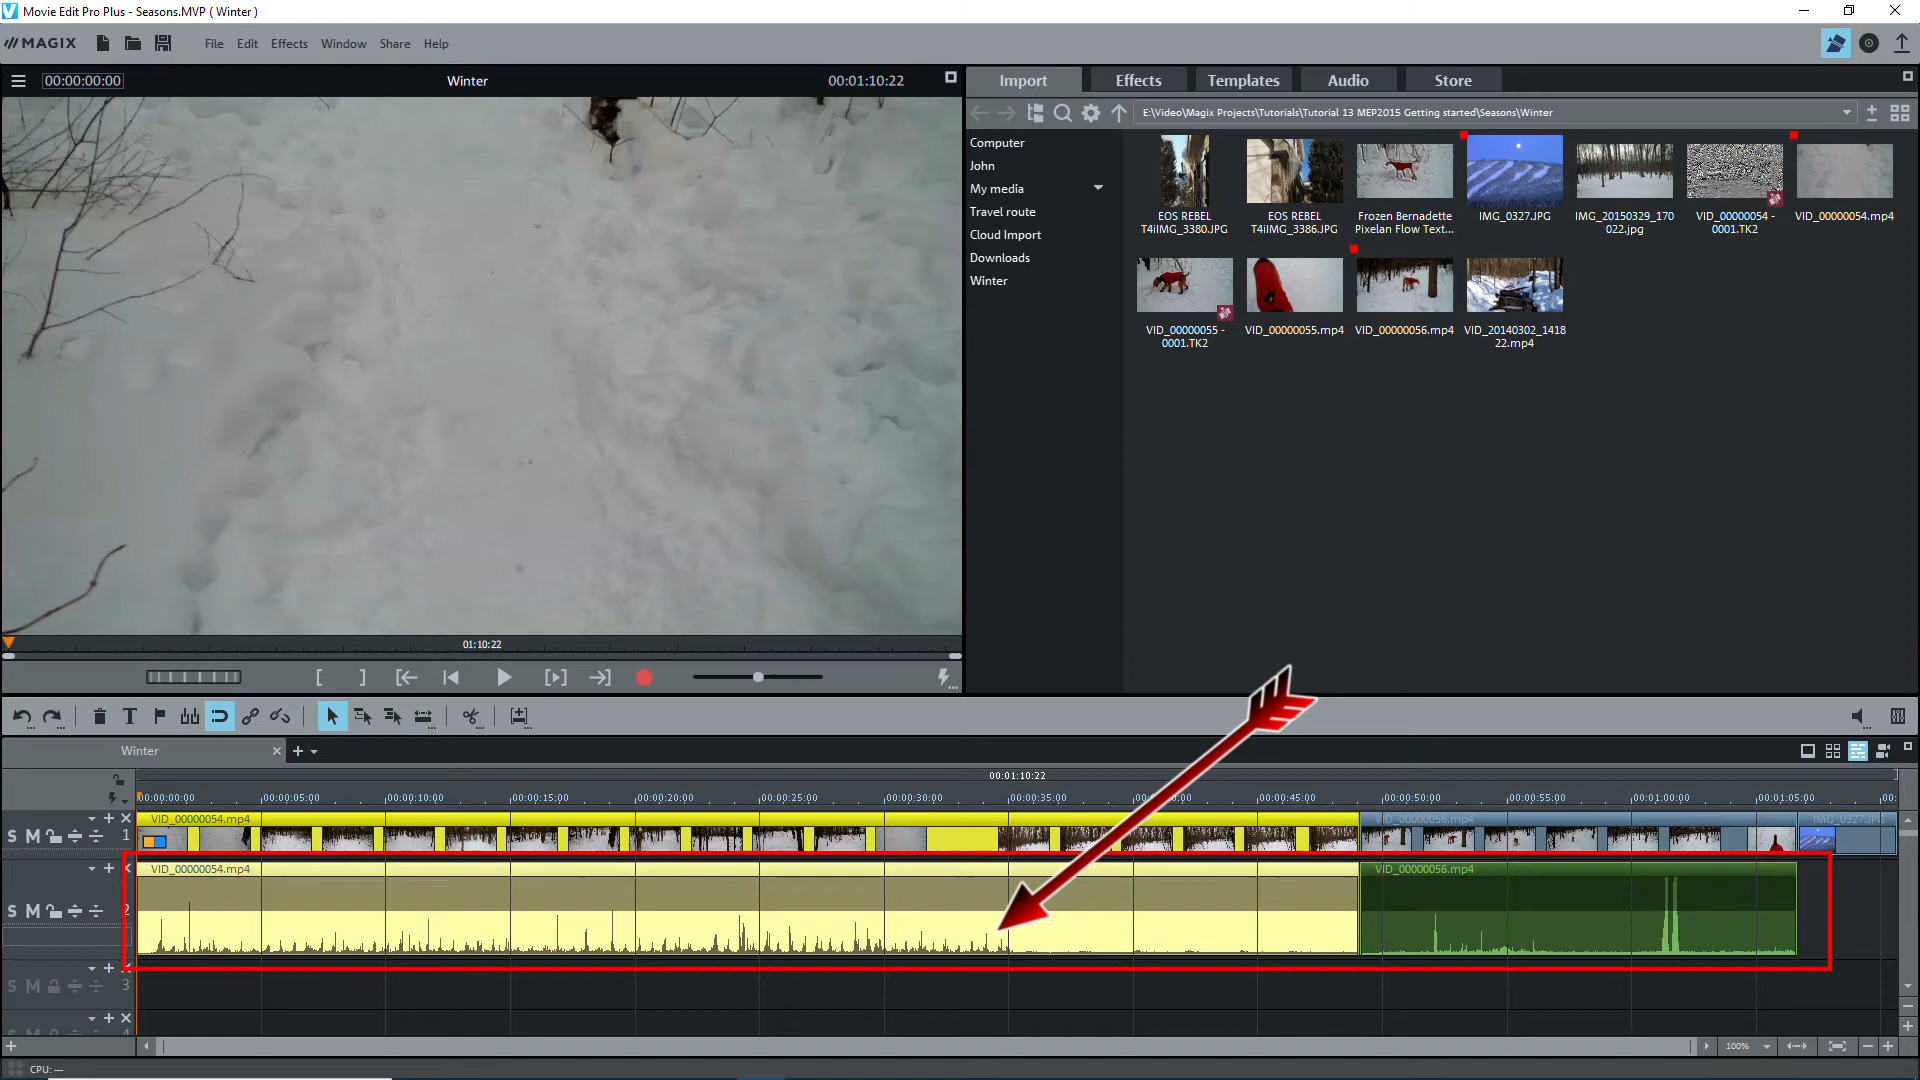 Movie Edit Pro Plus - Seasons.MVP ( Winter )
MAGIX
File Edit Effects Window Share Help
00:00:00:00 Winter 00:01:10:22
Import Effects Templates Audio Store
E:\Video\Magix Projects\Tutorials\Tutorial 13 MEP2015 Getting started\Seasons\Winter
Computer
John
My media
Travel route
Cloud Import
Downloads
Winter
EOS REBEL
T4iIMG_3380.JPG
EOS REBEL
T4iIMG_3386.JPG
Frozen Bernadette
Pixelan Flow Text...
IMG_0327.JPG
IMG_20150329_170
022.jpg
VID_00000054 -
0001.TK2
VID_00000054.mp4
VID_00000055 -
0001.TK2
VID_00000055.mp4
VID_00000056.mp4
VID_20140302_1418
22.mp4
01:10:22
Winter
00:01:10:22
00:00:00:00 00:00:05:00 00:00:10:00 00:00:15:00 00:00:20:00 00:00:25:00 00:00:30:00 00:00:35:00 00:00:45:00 00:00:50:00 00:00:55:00 00:01:00:00 00:01:05:00 00:
VID_00000054.mp4 VID_00000056.mp4 IMG_0327.JPG
S M 1
VID_00000054.mp4 VID_00000056.mp4
S M 2
S M 3
100%
CPU: —